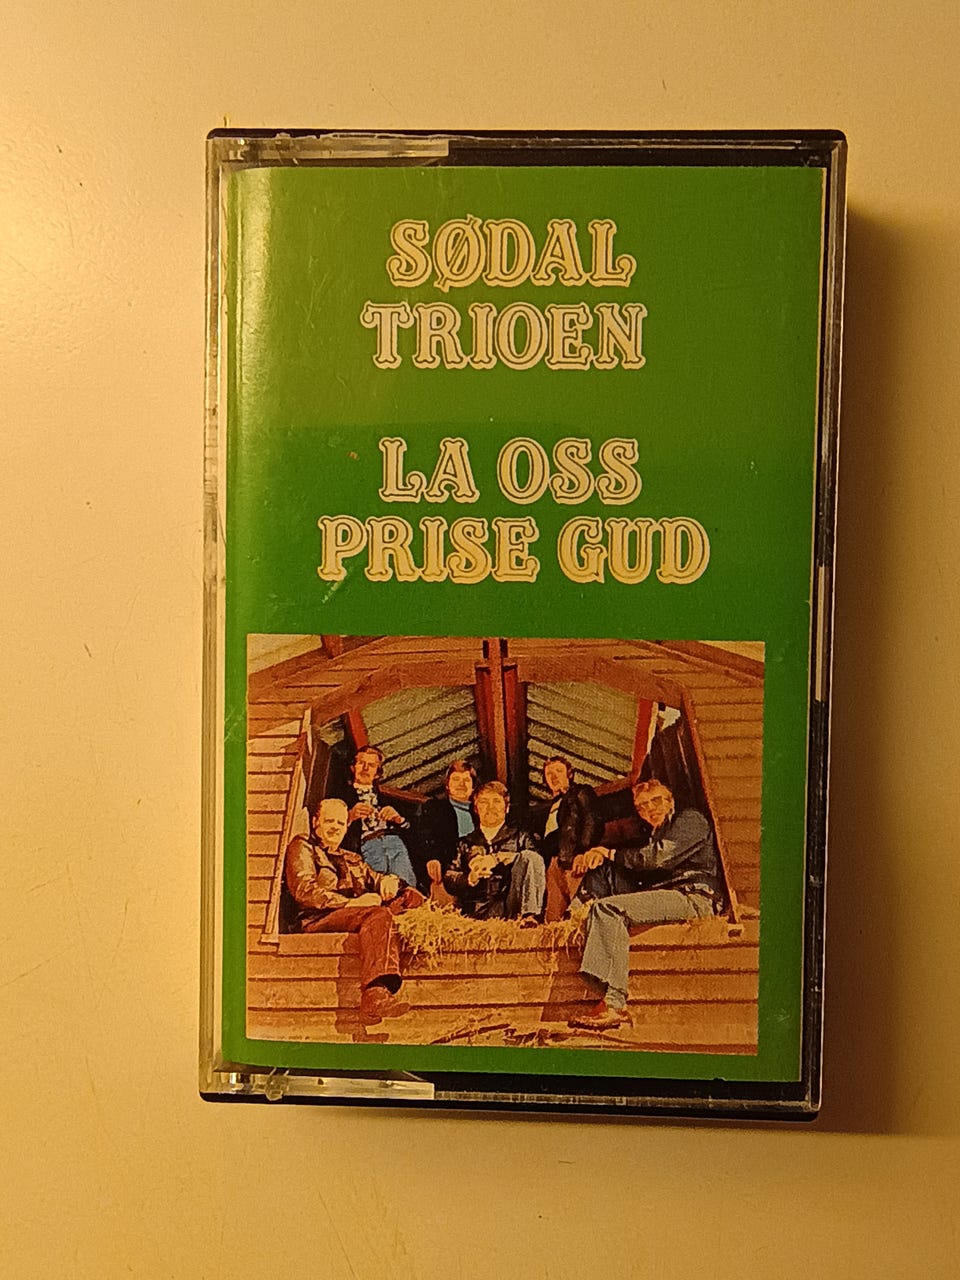 SØDAL
TRIOEN
LA OSS
PRISE GUD